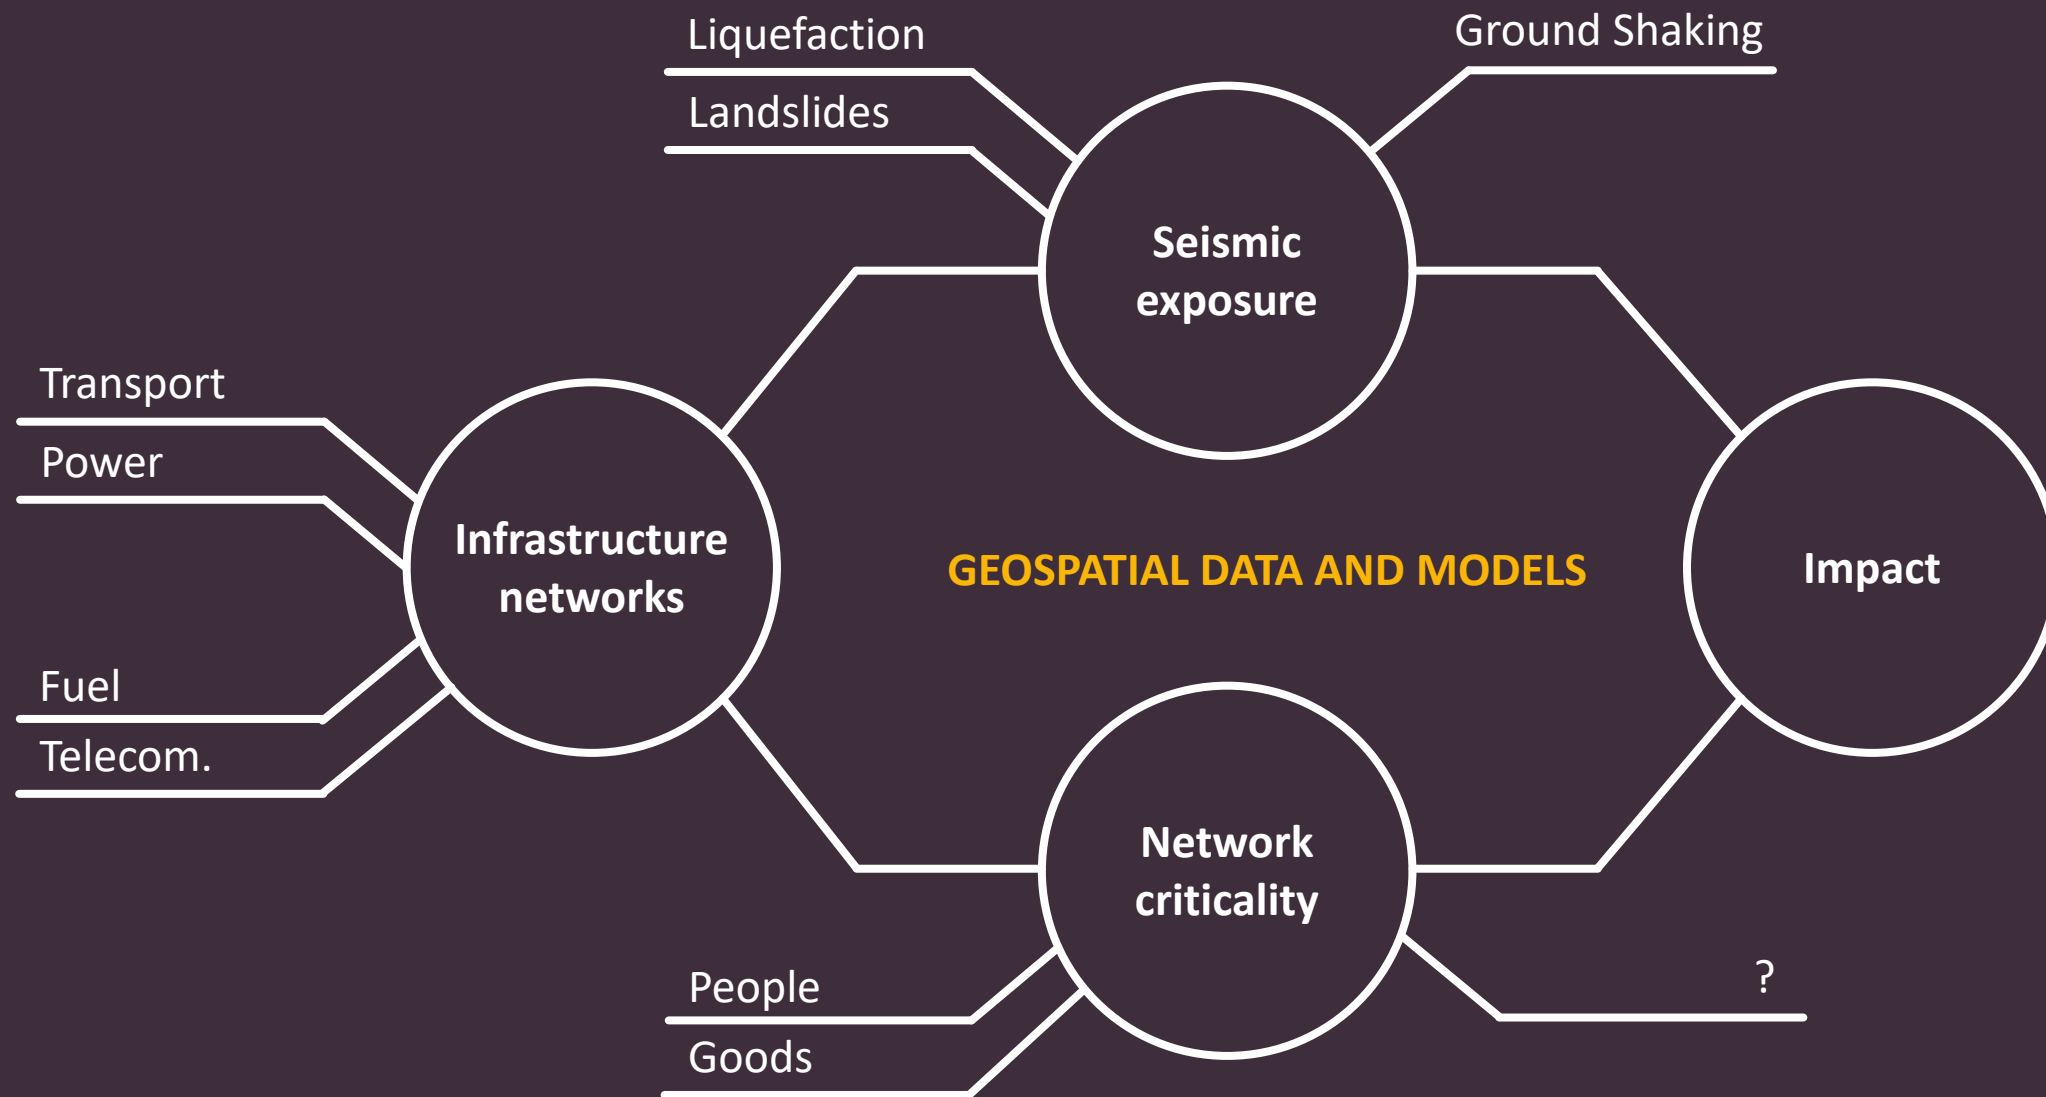 Liquefaction
Ground Shaking
Landslides
Seismic
exposure
Transport
Power
Infrastructure
networks
GEOSPATIAL DATA AND MODELS
Impact
Fuel
Telecom.
Network
criticality
People
?
Goods